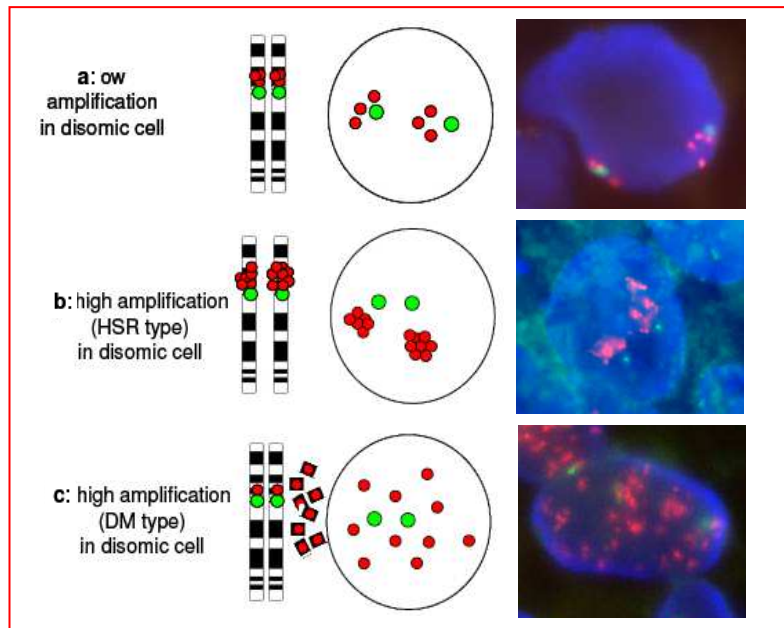 a: ow
amplification
in disomic cell
b: high amplification
(HSR type)
in disomic cell
c: high amplification
(DM type)
in disomic cell